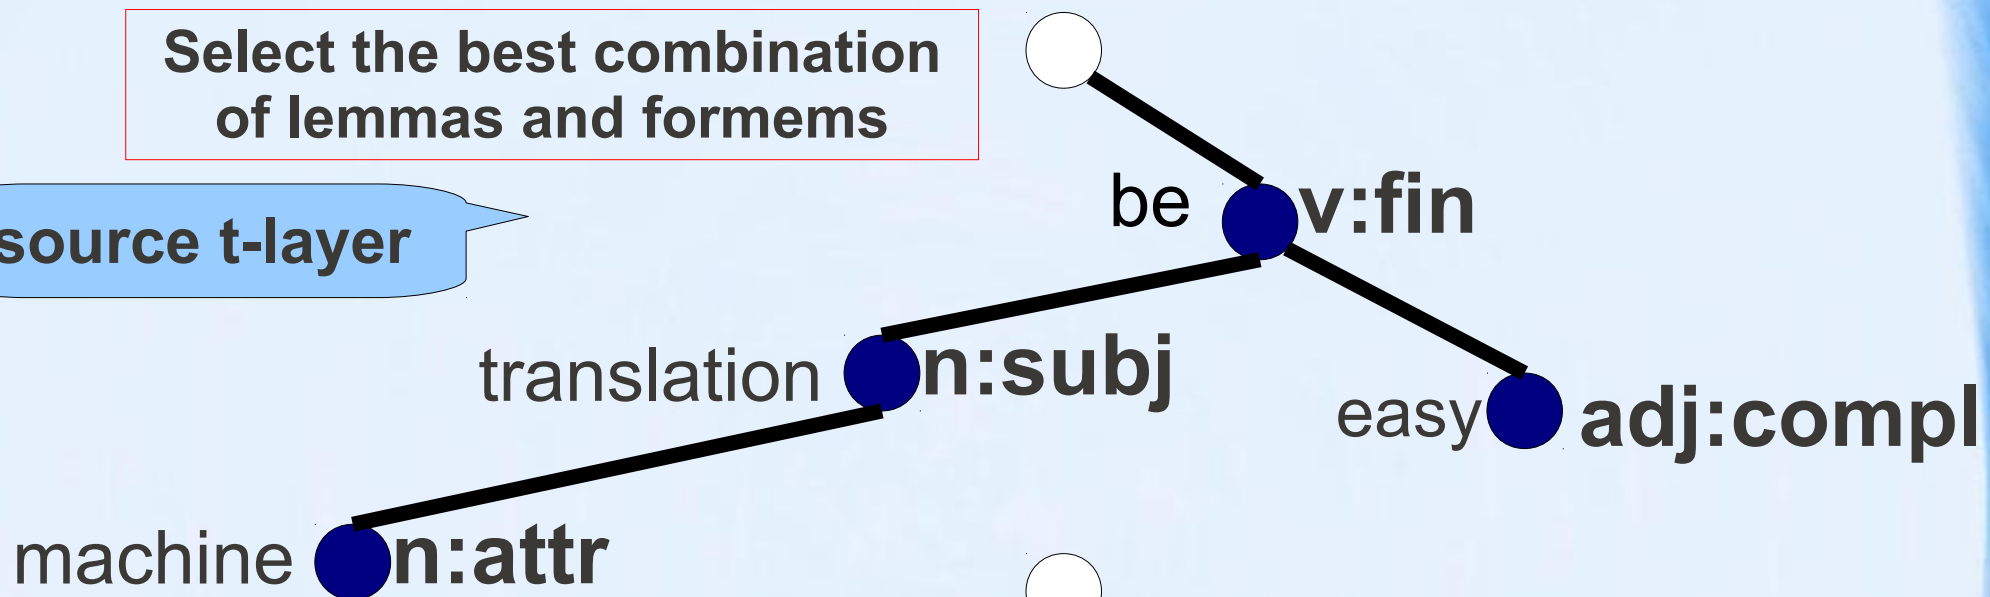 Select the best combination
of lemmas and formems
be v:fin
source t-layer
translation n:subj
easy adj:compl
machine n:attr